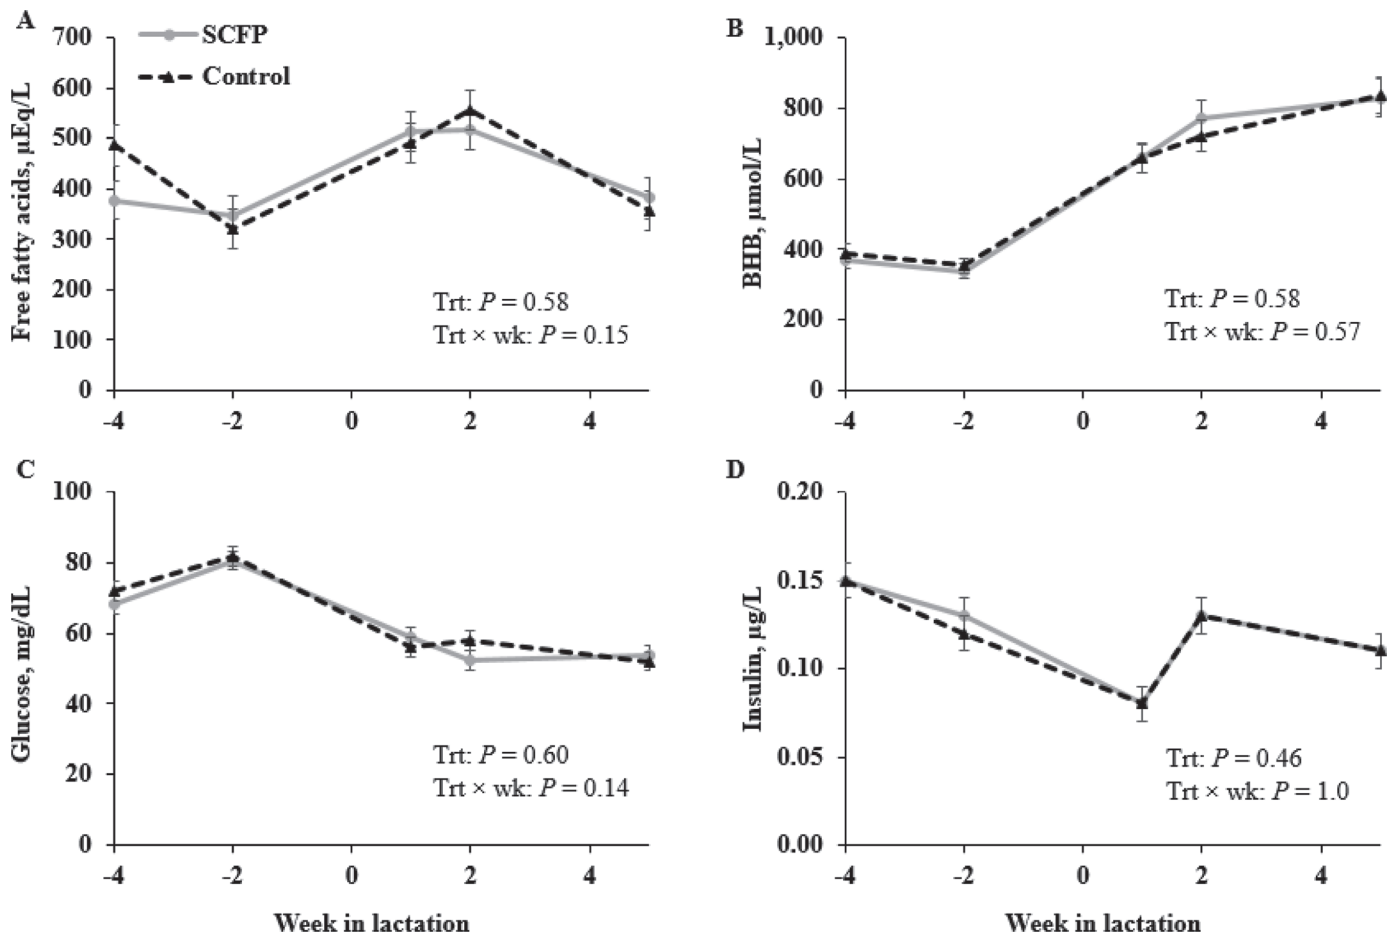 A
700
600
500
400
300
200
100
0
Free fatty acids, µEq/L
SCFP
Control
Trt: P = 0.58
Trt × wk: P = 0.15
-4 -2 0 2 4
B
1,000
800
600
400
200
0
BHB, µmol/L
Trt: P = 0.58
Trt × wk: P = 0.57
-4 -2 0 2 4
C
100
80
60
40
20
0
Glucose, mg/dL
Trt: P = 0.60
Trt × wk: P = 0.14
-4 -2 0 2 4
Week in lactation
D
0.20
0.15
0.10
0.05
0.00
Insulin, µg/L
Trt: P = 0.46
Trt × wk: P = 1.0
-4 -2 0 2 4
Week in lactation